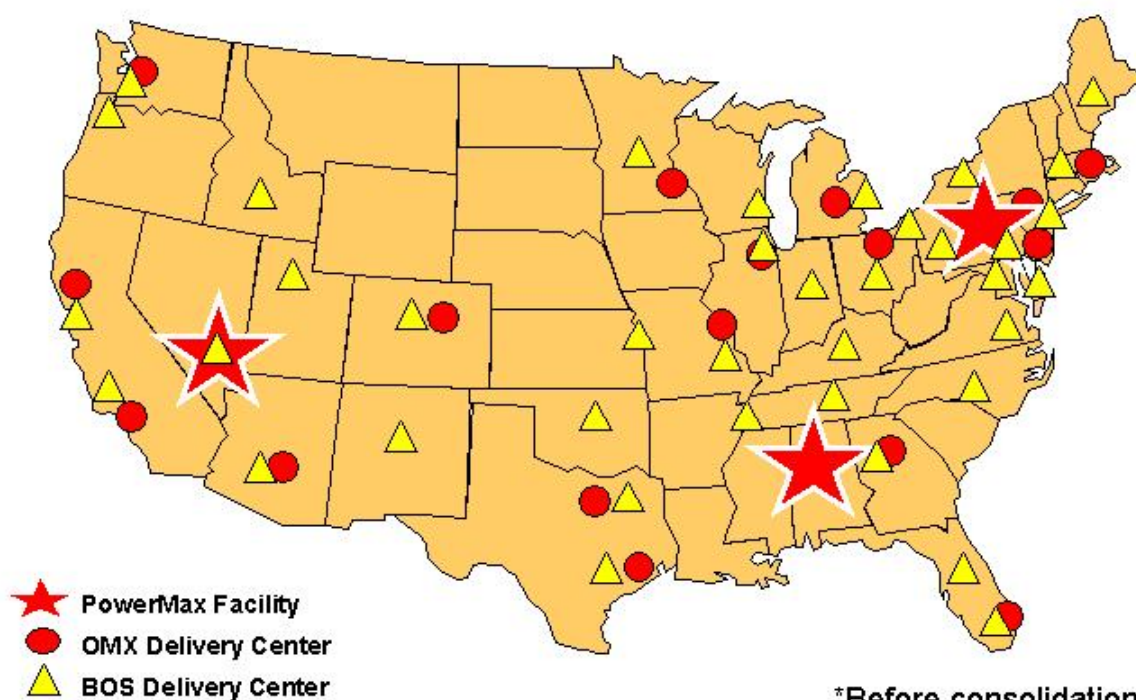 PowerMax Facility
OMX Delivery Center
BOS Delivery Center
*Before consolidation